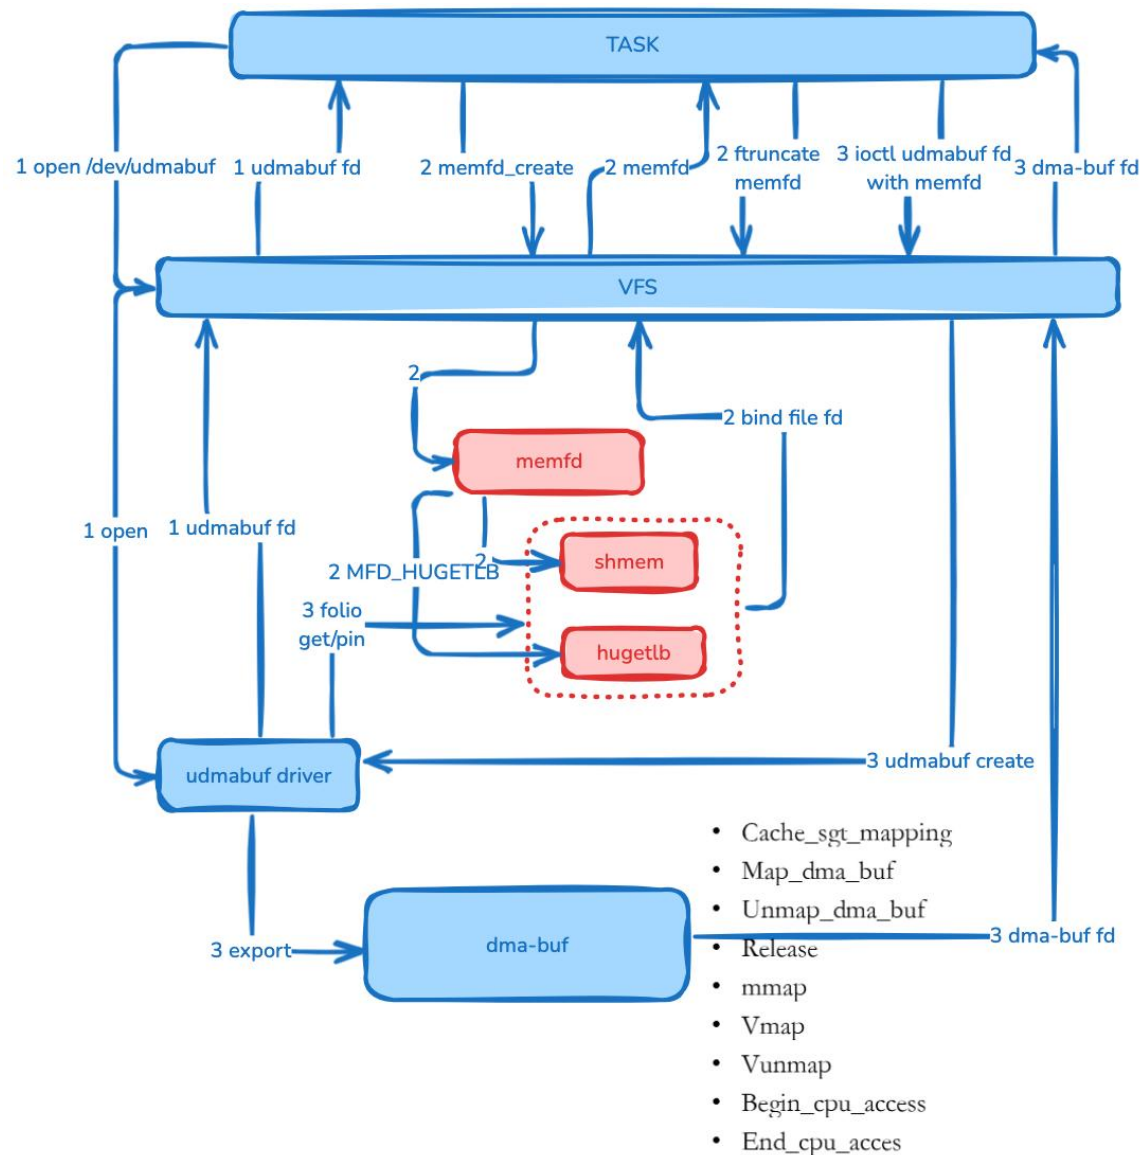 TASK
1 open /dev/udmabuf
1 udmabuf fd
2 memfd_create
2 memfd
2 ftruncate
memfd
3 ioctl udmabuf fd
with memfd
3 dma-buf fd
VFS
2
2 bind file fd
memfd
1 open
1 udmabuf fd
2
shmem
2 MFD_HUGETLB
3 folio
get/pin
hugetlb
udmabuf driver
3 udmabuf create
• Cache_sgt_mapping
• Map_dma_buf
• Unmap_dma_buf
• Release
• mmap
• Vmap
• Vunmap
• Begin_cpu_access
• End_cpu_acces
3 export
dma-buf
3 dma-buf fd